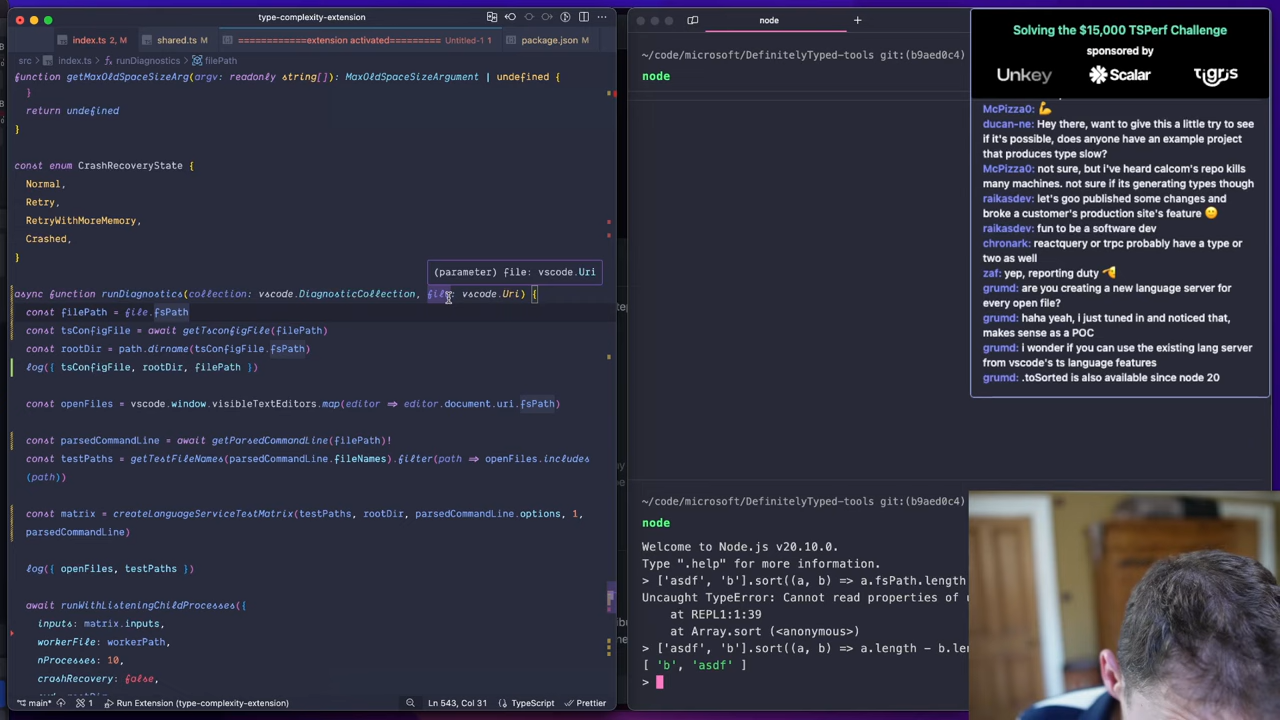 type-complexity-extension
index.ts 2, M
shared.ts M
============extension activated========= Untitled-1 1
package.json M
src > index.ts > runDiagnostics > filePath
function getMaxOldSpaceSizeArg(argv: readonly string[]): MaxOldSpaceSizeArgument | undefined {
}
return undefined
}
const enum CrashRecoveryState {
Normal,
Retry,
RetryWithMoreMemory,
Crashed,
}
(parameter) file: vscode.Uri
async function runDiagnostics(collection: vscode.DiagnosticCollection, file: vscode.Uri) {
const filePath = file.fsPath
const tsConfigFile = await getTsconfigFile(filePath)
const rootDir = path.dirname(tsConfigFile.fsPath)
log({ tsConfigFile, rootDir, filePath })
const openFiles = vscode.window.visibleTextEditors.map(editor => editor.document.uri.fsPath)
const parsedCommandLine = await getParsedCommandLine(filePath)!
const testPaths = getTestFileNames(parsedCommandLine.fileNames).filter(path => openFiles.includes
(path))
const matrix = createLanguageServiceTestMatrix(testPaths, rootDir, parsedCommandLine.options, 1,
parsedCommandLine)
log({ openFiles, testPaths })
await runWithListeningChildProcesses({
inputs: matrix.inputs,
workerFile: workerPath,
nProcesses: 10,
crashRecovery: false,
main* 1 Run Extension (type-complexity-extension) Ln 543, Col 31 TypeScript Prettier
node
~/code/microsoft/DefinitelyTyped-tools git:(b9aed0c4)
node
~/code/microsoft/DefinitelyTyped-tools git:(b9aed0c4)
node
Welcome to Node.js v20.10.0.
Type ".help" for more information.
> ['asdf', 'b'].sort((a, b) => a.fsPath.length
Uncaught TypeError: Cannot read properties of
at REPL1:1:39
at Array.sort (<anonymous>)
> ['asdf', 'b'].sort((a, b) => a.length - b.le
[ 'b', 'asdf' ]
>
Solving the $15,000 TSPerf Challenge
sponsored by
Unkey
Scalar
tigris
McPizza0: 💪
ducan-ne: Hey there, want to give this a little try to see
if it's possible, does anyone have an example project
that produces type slow?
McPizza0: not sure, but i've heard calcom's repo kills
many machines. not sure if its generating types though
raikasdev: let's goo published some changes and
broke a customer's production site's feature 🙂
raikasdev: fun to be a software dev
chronark: reactquery or trpc probably have a type or
two as well
zaf: yep, reporting duty 🫡
grumd: are you creating a new language server for
every open file?
grumd: haha yeah, i just tuned in and noticed that,
makes sense as a POC
grumd: i wonder if you can use the existing lang server
from vscode's ts language features
grumd: .toSorted is also available since node 20